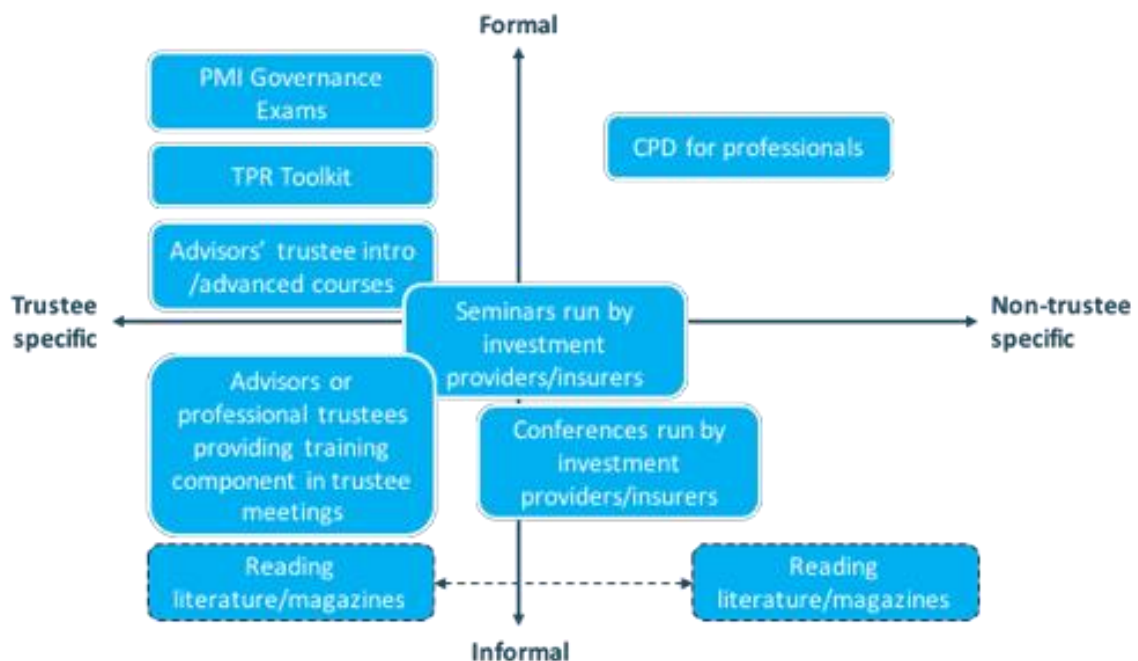 Formal
PMI Governance
Exams
CPD for professionals
TPR Toolkit
Advisors' trustee intro
/advanced courses
Trustee
specific
Seminars run by
investment
providers/insurers
Non-trustee
specific
Advisors or
professional trustees
providing training
component in trustee
meetings
Conferences run by
investment
providers/insurers
Reading
literature/magazines
Reading
literature/magazines
Informal